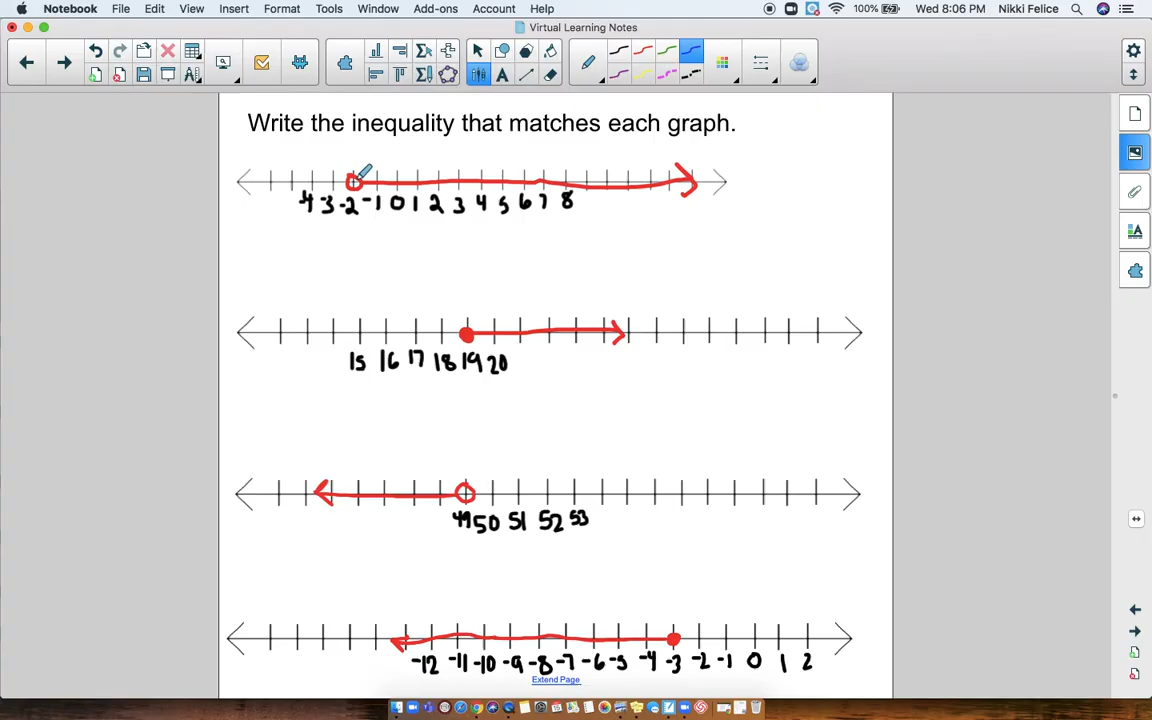 Notebook File Edit View Insert Format Tools Window Add-ons Account Help 100% Wed 8:06 PM Nikki Felice
Virtual Learning Notes
Write the inequality that matches each graph.
-4 -3 -2 -1 0 1 2 3 4 5 6 7 8
15 16 17 18 19 20
49 50 51 52 53
-12 -11 -10 -9 -8 -7 -6 -5 -4 -3 -2 -1 0 1 2
Extend Page